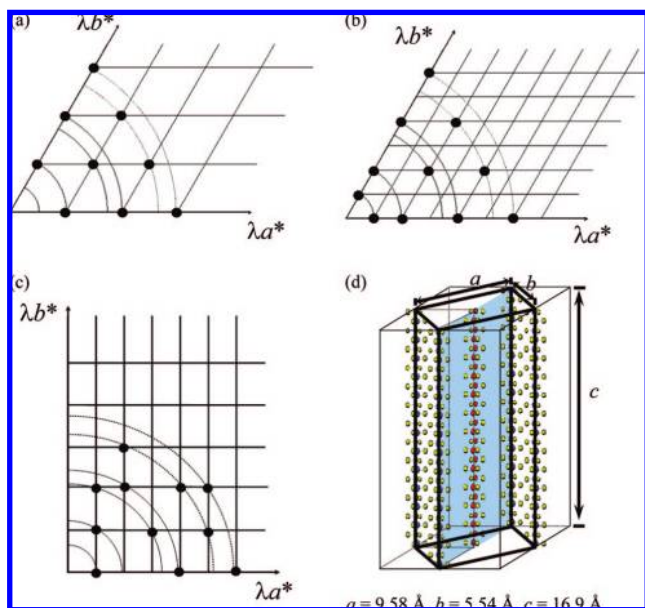 (a)
λb*
λa*
(b)
λb*
λa*
(c)
λb*
λa*
(d)
a
b
c
a = 9.58 Å b = 5.54 Å c = 16.9 Å